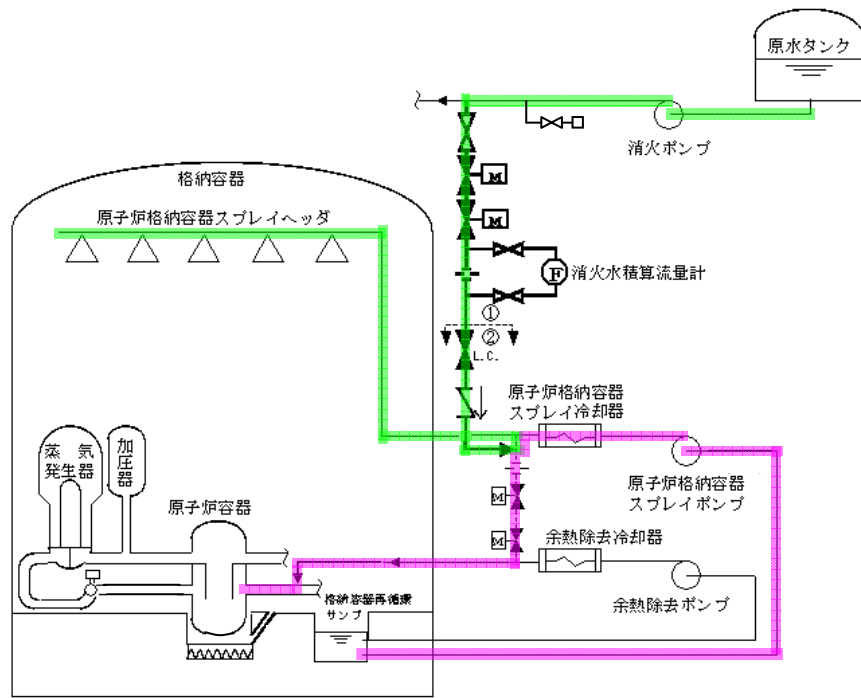 原水タンク
消火ポンプ
格納容器
M
原子炉格納容器スプレイヘッダ
M
F
消火水積算流量計
①
②
L.C.
原子炉格納容器
スプレイ冷却器
蒸気
発生器
加圧器
原子炉格納容器
スプレイポンプ
M
原子炉容器
M
余熱除去冷却器
格納容器再循環
サンプ
余熱除去ポンプ